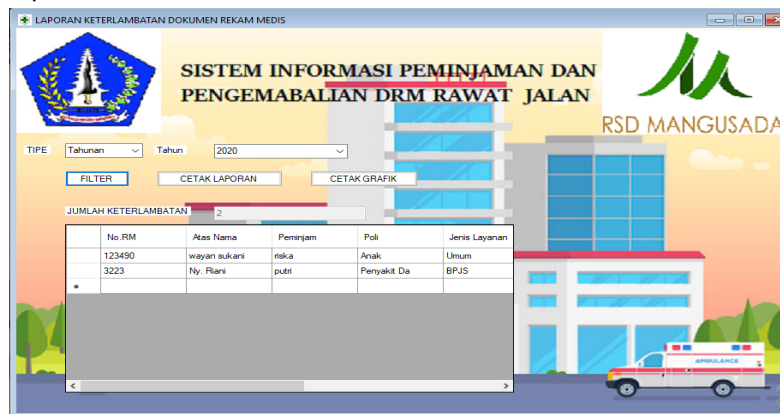 LAPORAN KETERLAMBATAN DOKUMEN REKAM MEDIS
SISTEM INFORMASI PEMINJAMAN DAN
PENGEMABALIAN DRM RAWAT JALAN
RSD MANGUSADA
TIPE Tahunan Tahun 2020
FILTER CETAK LAPORAN CETAK GRAFIK
JUMLAH KETERLAMBATAN 2
No.RM Atas Nama Peminjam Poli Jenis Layanan
123490 wayan sukani riska Anak Umum
3223 Ny. Riani putri Penyakit Da BPJS
AMBULANCE